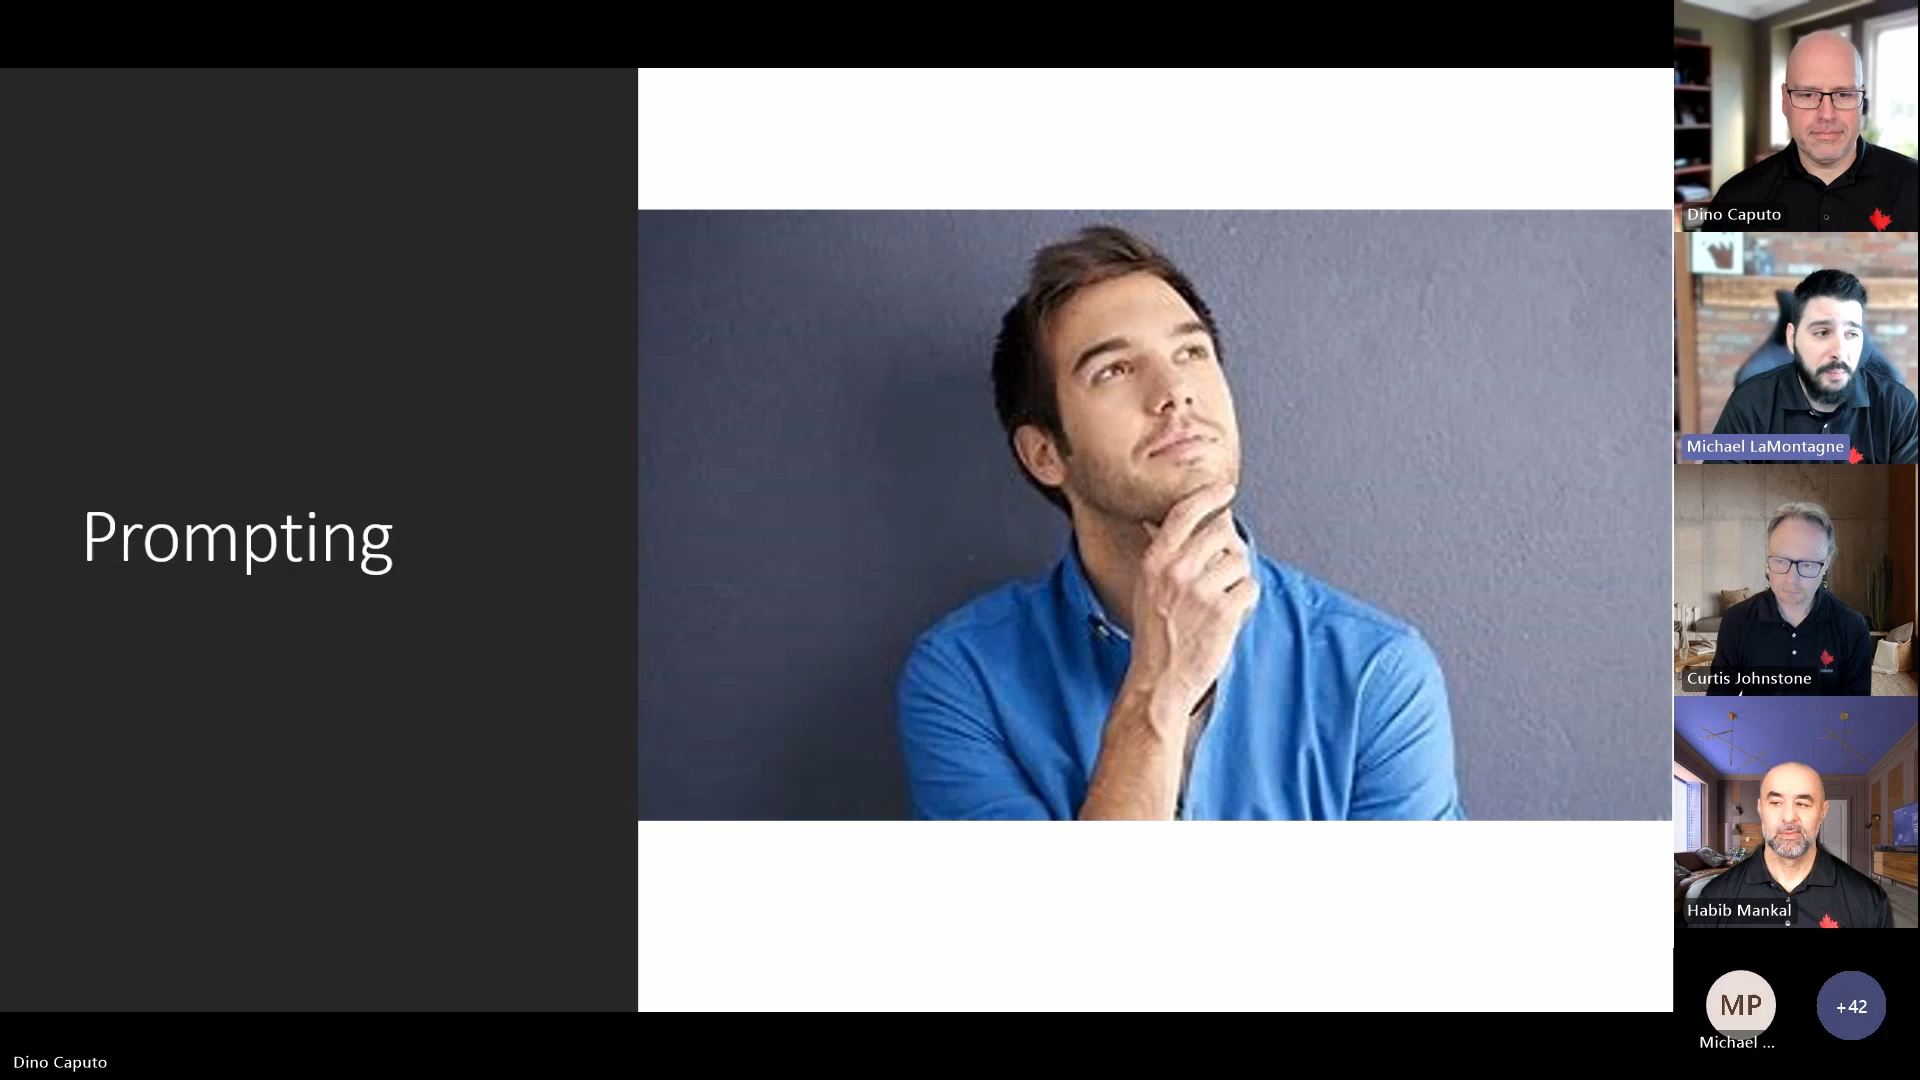 Prompting
Dino Caputo
Michael LaMontagne
Curtis Johnstone
Habib Mankal
MP
+42
Michael ...
Dino Caputo